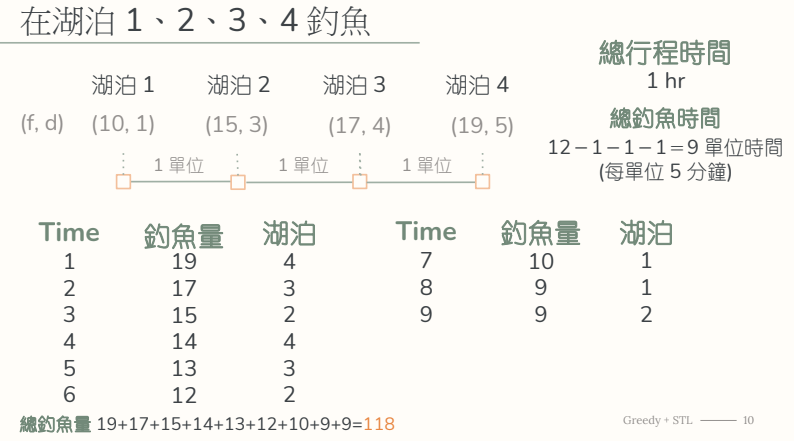 在湖泊 1、2、3、4 釣魚
總行程時間
1 hr
總釣魚時間
12－1－1－1＝9 單位時間
(每單位 5 分鐘)
湖泊 1 湖泊 2 湖泊 3 湖泊 4
(f, d) (10, 1) (15, 3) (17, 4) (19, 5)
1 單位 1 單位 1 單位
Time 釣魚量 湖泊
1 19 4
2 17 3
3 15 2
4 14 4
5 13 3
6 12 2
Time 釣魚量 湖泊
7 10 1
8 9 1
9 9 2
總釣魚量 19+17+15+14+13+12+10+9+9=118
Greedy + STL 10